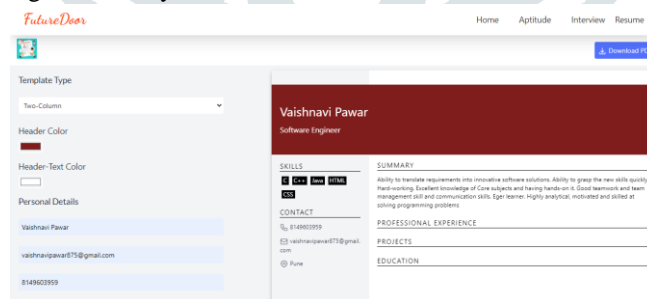 FutureDoor
Home Aptitude Interview Resume
Download PD
Template Type
Two-Column
Header Color
Header-Text Color
Personal Details
Vaishnavi Pawar
vaishnavipawar875@gmail.com
8149603959
Vaishnavi Pawar
Software Engineer
SKILLS
C C++ Java HTML
CSS
CONTACT
8149603959
vaishnavipawar875@gmail.
com
Pune
SUMMARY
Ability to translate requirements into innovative software solutions. Ability to grasp the new skills quickly
Hard-working. Excellent knowledge of Core subjects and having hands-on it. Good teamwork and team
management skill and communication skills. Eger learner. Highly analytical, motivated and skilled at
solving programming problems
PROFESSIONAL EXPERIENCE
PROJECTS
EDUCATION